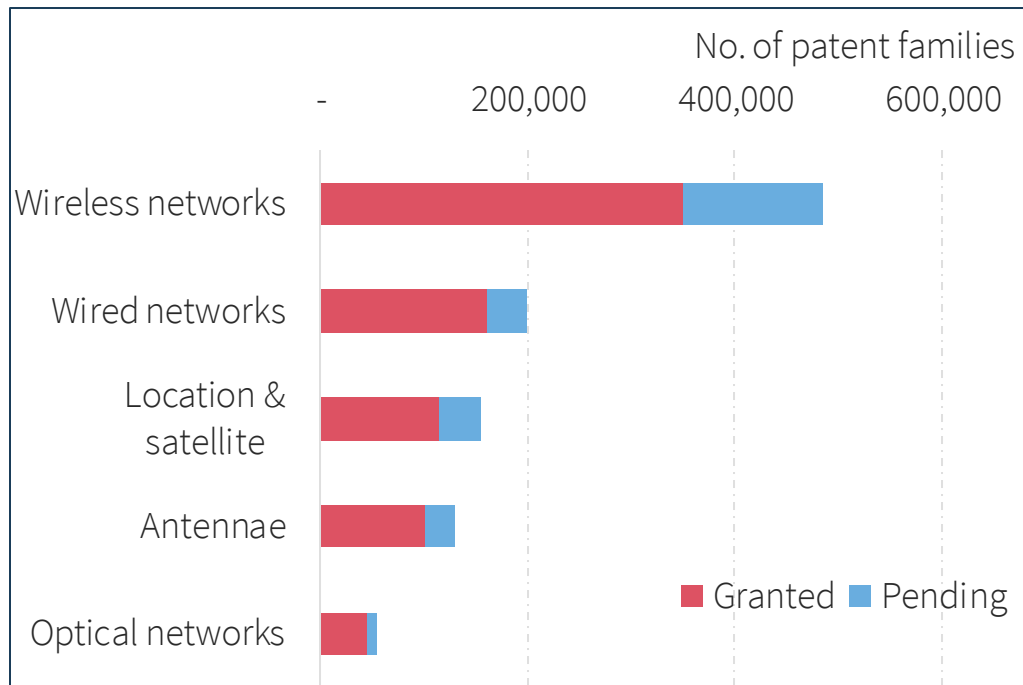 No. of patent families
- 200,000 400,000 600,000
Wireless networks
Wired networks
Location &
satellite
Antennae
Optical networks
Granted Pending